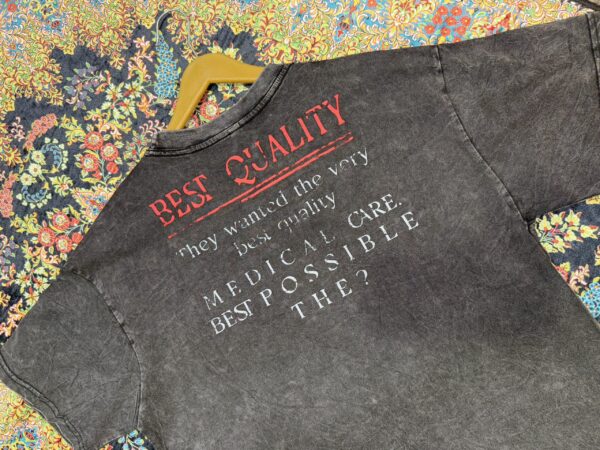 BEST QUALITY
They wanted the very
best quality
MEDICAL CARE.
BEST POSSIBLE
THE?